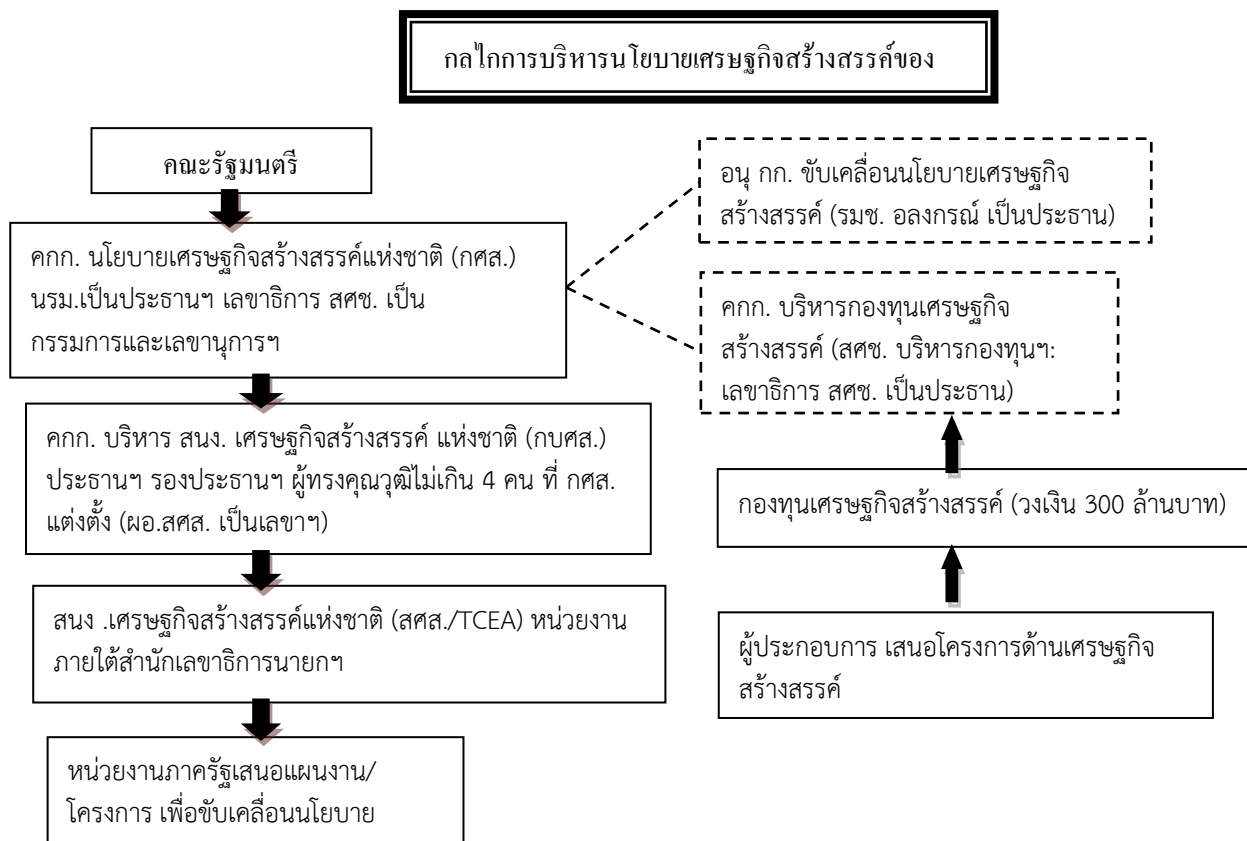 กลไกการบริหารนโยบายเศรษฐกิจสร้างสรรค์ของ
คณะรัฐมนตรี
คกก. นโยบายเศรษฐกิจสร้างสรรค์แห่งชาติ (กศส.)
นรม.เป็นประธานฯ เลขาธิการ สศช. เป็น
กรรมการและเลขานุการฯ
คกก. บริหาร สนง. เศรษฐกิจสร้างสรรค์ แห่งชาติ (กบศส.)
ประธานฯ รองประธานฯ ผู้ทรงคุณวุฒิไม่เกิน 4 คน ที่ กศส.
แต่งตั้ง (ผอ.สศส. เป็นเลขาฯ)
สนง .เศรษฐกิจสร้างสรรค์แห่งชาติ (สศส./TCEA) หน่วยงาน
ภายใต้สำนักเลขาธิการนายกฯ
หน่วยงานภาครัฐเสนอแผนงาน/
โครงการ เพื่อขับเคลื่อนนโยบาย
อนุ กก. ขับเคลื่อนนโยบายเศรษฐกิจ
สร้างสรรค์ (รมช. อลงกรณ์ เป็นประธาน)
คกก. บริหารกองทุนเศรษฐกิจ
สร้างสรรค์ (สศช. บริหารกองทุนฯ:
เลขาธิการ สศช. เป็นประธาน)
กองทุนเศรษฐกิจสร้างสรรค์ (วงเงิน 300 ล้านบาท)
ผู้ประกอบการ เสนอโครงการด้านเศรษฐกิจ
สร้างสรรค์